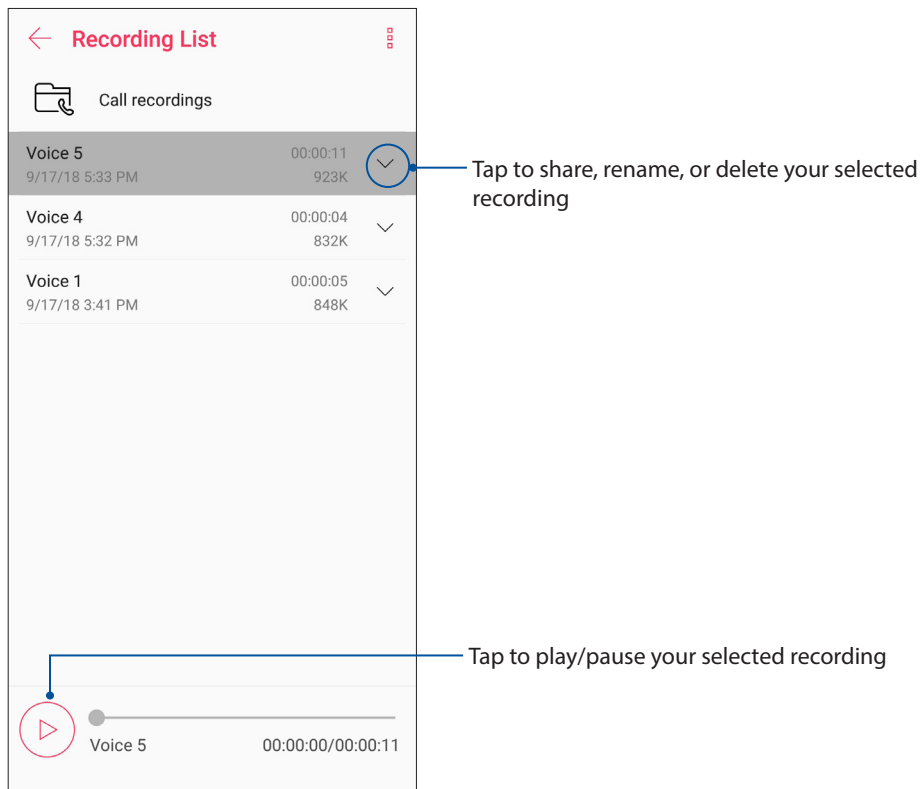 Recording List
Call recordings
Voice 5 00:00:11
9/17/18 5:33 PM 923K
Tap to share, rename, or delete your selected
recording
Voice 4 00:00:04
9/17/18 5:32 PM 832K
Voice 1 00:00:05
9/17/18 3:41 PM 848K
Tap to play/pause your selected recording
Voice 5 00:00:00/00:00:11